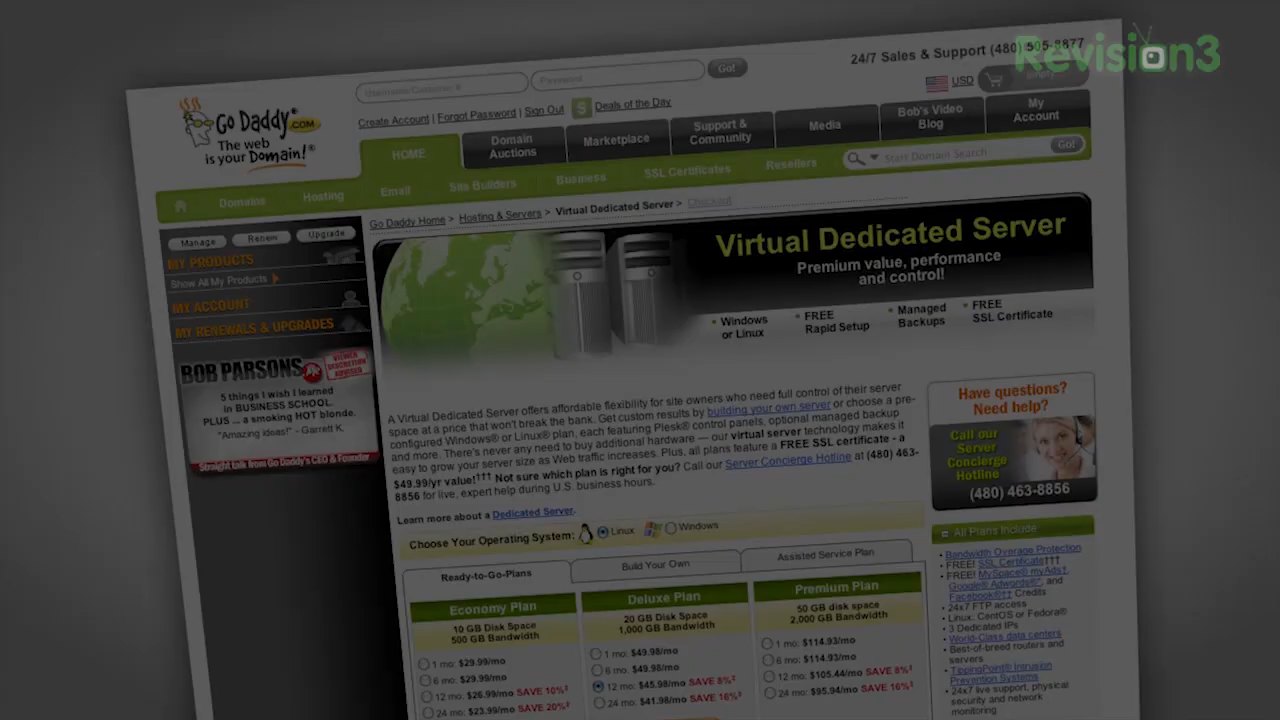 Revision3
24/7 Sales & Support (480) 505-8877
Username/Customer #
Password
Go!
USD
Create Account | Forgot Password | Sign Out
S
Deals of the Day
Go Daddy.COM
The web
is your Domain!®
HOME
Domain
Auctions
Marketplace
Support &
Community
Media
Bob's Video
Blog
My
Account
Domains
Hosting
Email
Site Builders
Business
SSL Certificates
Resellers
Start Domain Search
Go!
Manage
Renew
Upgrade
MY PRODUCTS
Show All My Products
MY ACCOUNT
MY RENEWALS & UPGRADES
BOB PARSONS
VIEWER
DISCRETION
ADVISED
5 things I wish I learned
in BUSINESS SCHOOL.
PLUS ... a smoking HOT blonde.
"Amazing ideas!" - Garrett K.
Straight talk from Go Daddy's CEO & Founder
Go Daddy Home > Hosting & Servers > Virtual Dedicated Server > Checkout
Virtual Dedicated Server
Premium value, performance
and control!
• Windows
or Linux
• FREE
Rapid Setup
• Managed
Backups
• FREE
SSL Certificate
A Virtual Dedicated Server offers affordable flexibility for site owners who need full control of their server
space at a price that won't break the bank. Get custom results by building your own server or choose a pre-
configured Windows® or Linux® plan, each featuring Plesk® control panels, optional managed backup
and more. There's never any need to buy additional hardware — our virtual server technology makes it
easy to grow your server size as Web traffic increases. Plus, all plans feature a FREE SSL certificate - a
$49.99/yr value!††† Not sure which plan is right for you? Call our Server Concierge Hotline at (480) 463-
8856 for live, expert help during U.S. business hours.
Learn more about a Dedicated Server.
Choose Your Operating System: Linux Windows
Ready-to-Go-Plans
Build Your Own
Assisted Service Plan
Economy Plan
10 GB Disk Space
500 GB Bandwidth
1 mo: $29.99/mo
6 mo: $29.99/mo
12 mo: $26.99/mo SAVE 10%‡
24 mo: $23.99/mo SAVE 20%‡
Deluxe Plan
20 GB Disk Space
1,000 GB Bandwidth
1 mo: $49.98/mo
6 mo: $49.98/mo
12 mo: $45.98/mo SAVE 8%‡
24 mo: $41.98/mo SAVE 16%‡
Premium Plan
50 GB disk space
2,000 GB Bandwidth
1 mo: $114.93/mo
6 mo: $114.93/mo
12 mo: $105.44/mo SAVE 8%‡
24 mo: $95.94/mo SAVE 16%‡
Have questions?
Need help?
Call our
Server
Concierge
Hotline
(480) 463-8856
All Plans Include
• Bandwidth Overage Protection
• FREE! SSL Certificate†††
• FREE! MySpace® myAds†,
Google® Adwords®*, and
Facebook®†† Credits
• 24x7 FTP access
• Linux: CentOS or Fedora®
• 3 Dedicated IPs
• World-Class data centers
• Best-of-breed routers and
servers
• TippingPoint® Intrusion
Prevention Systems
• 24x7 live support, physical
security and network
monitoring